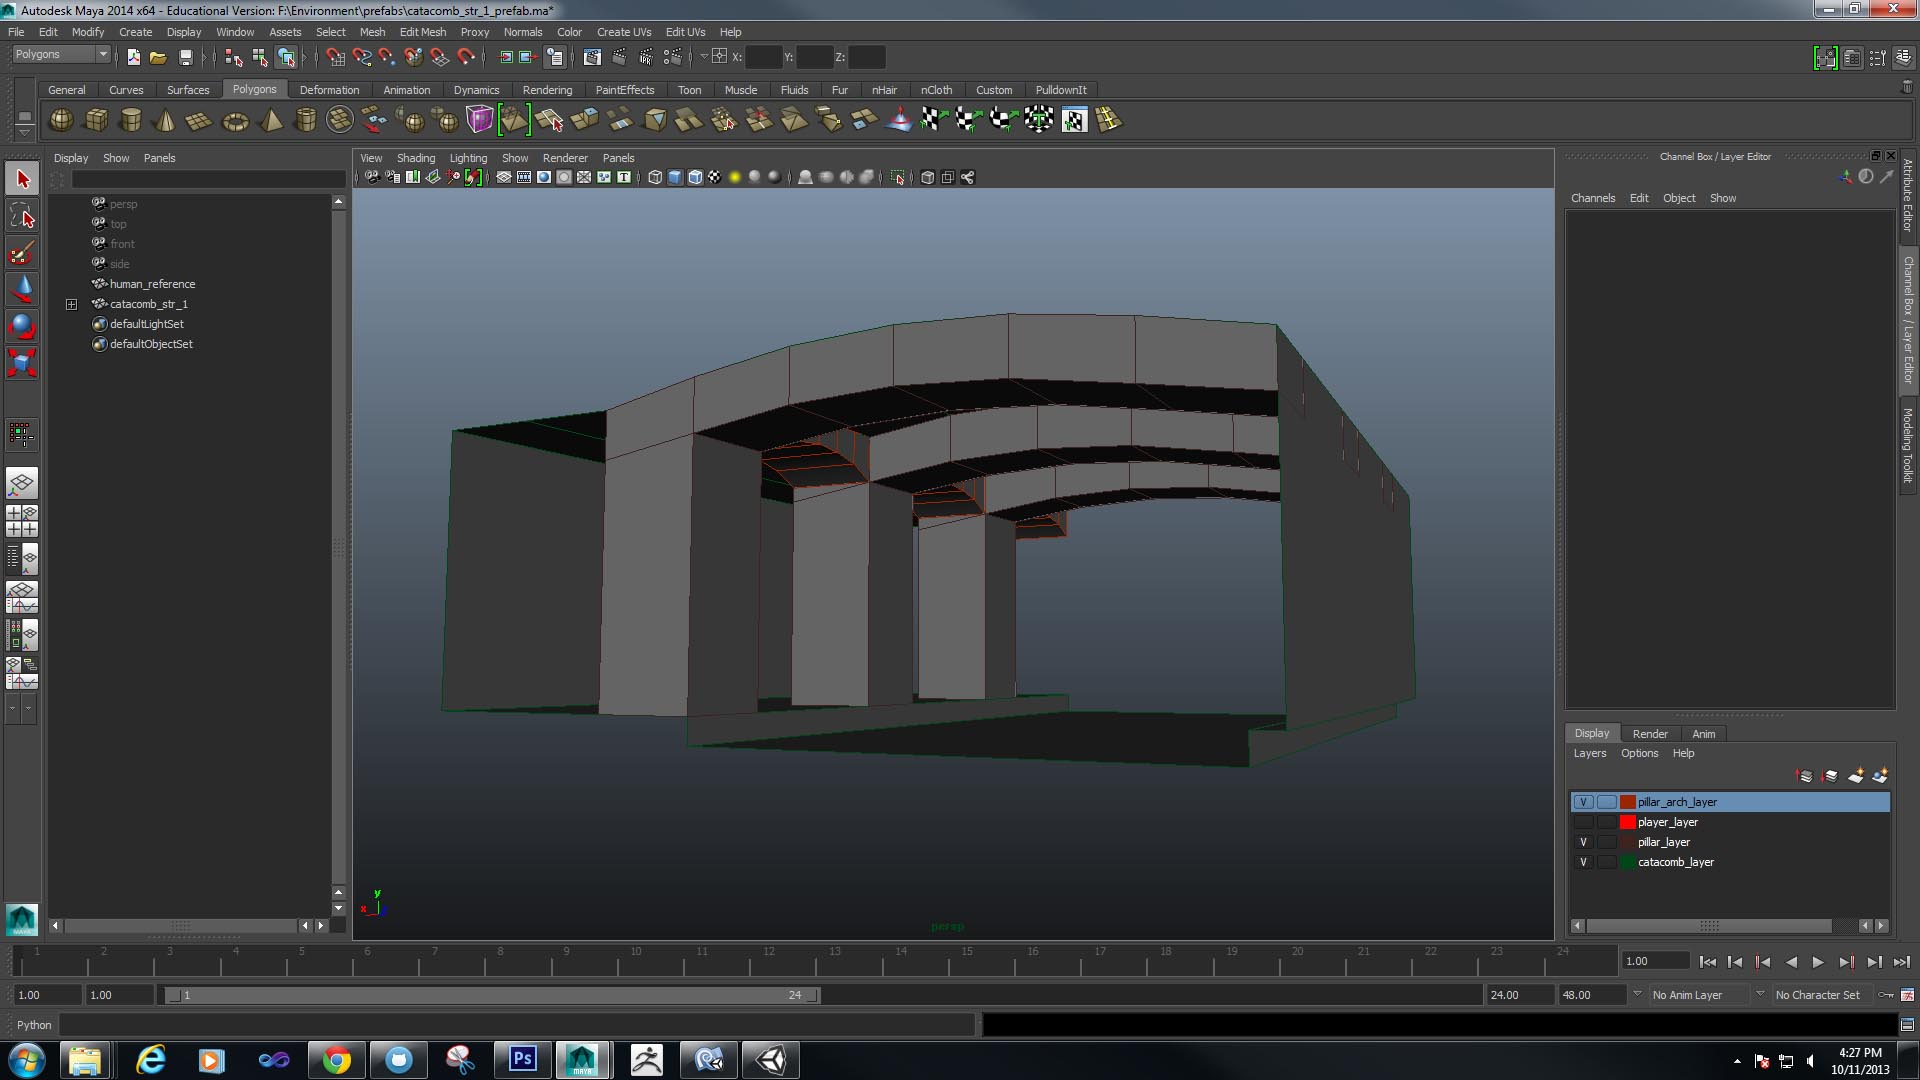 Autodesk Maya 2014 x64 - Educational Version: F:\Environment\prefabs\catacomb_str_1_prefab.ma*
File Edit Modify Create Display Window Assets Select Mesh Edit Mesh Proxy Normals Color Create UVs Edit UVs Help
Polygons X: Y: Z:
General Curves Surfaces Polygons Deformation Animation Dynamics Rendering PaintEffects Toon Muscle Fluids Fur nHair nCloth Custom PulldownIt
Display Show Panels
View Shading Lighting Show Renderer Panels
Channel Box / Layer Editor
Channels Edit Object Show
persp
top
front
side
human_reference
catacomb_str_1
defaultLightSet
defaultObjectSet
Attribute Editor
Channel Box / Layer Editor
Modeling Toolkit
Display Render Anim
Layers Options Help
V pillar_arch_layer
player_layer
V pillar_layer
V catacomb_layer
y
x
persp
MAYA
1 2 3 4 5 6 7 8 9 10 11 12 13 14 15 16 17 18 19 20 21 22 23 24 1.00
1.00 1.00 1 24 24.00 48.00 No Anim Layer No Character Set
Python
Ps
MAYA
4:27 PM
10/11/2013